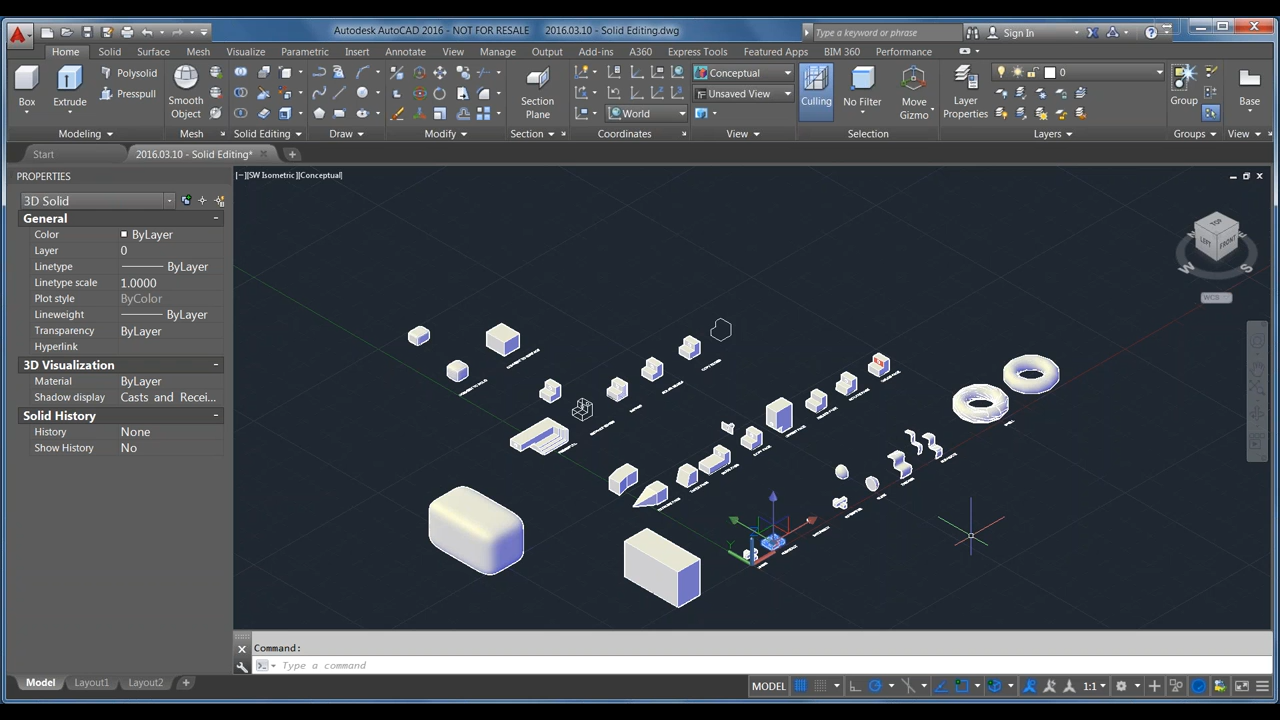 Autodesk AutoCAD 2016 - NOT FOR RESALE 2016.03.10 - Solid Editing.dwg
Type a keyword or phrase
Sign In
Home Solid Surface Mesh Visualize Parametric Insert Annotate View Manage Output Add-ins A360 Express Tools Featured Apps BIM 360 Performance
Box
Extrude
Polysolid
Presspull
Smooth
Object
Section
Plane
World
Conceptual
Unsaved View
Culling
No Filter
Move
Gizmo
Layer
Properties
0
Group
Base
Modeling Mesh Solid Editing Draw Modify Section Coordinates View Selection Layers Groups View
Start
2016.03.10 - Solid Editing*
PROPERTIES
[−][SW Isometric][Conceptual]
3D Solid
General
Color ByLayer
Layer 0
Linetype ByLayer
Linetype scale 1.0000
Plot style ByColor
Lineweight ByLayer
Transparency ByLayer
Hyperlink
3D Visualization
Material ByLayer
Shadow display Casts and Recei...
Solid History
History None
Show History No
TOP
LEFT
FRONT
W
S
WCS
Y
Command:
Type a command
Model Layout1 Layout2
MODEL
1:1